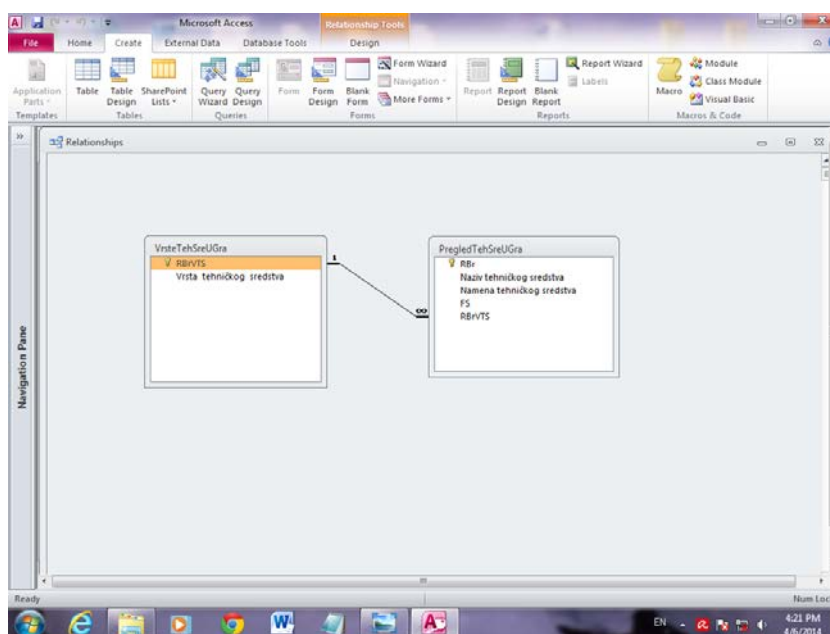 Microsoft Access
Relationship Tools
File Home Create External Data Database Tools Design
Application Parts
Table
Table Design
SharePoint Lists
Query Wizard
Query Design
Form
Form Design
Blank Form
Form Wizard
Navigation
More Forms
Report
Report Design
Blank Report
Report Wizard
Labels
Macro
Module
Class Module
Visual Basic
Templates Tables Queries Forms Reports Macros & Code
Relationships
VrsteTehSreUGra
RBrVTS
Vrsta tehničkog sredstva
1
∞
PregledTehSreUGra
RBr
Naziv tehničkog sredstva
Namena tehničkog sredstva
FS
RBrVTS
Navigation Pane
Ready
Num Loc
EN
4:21 PM
4/6/2014